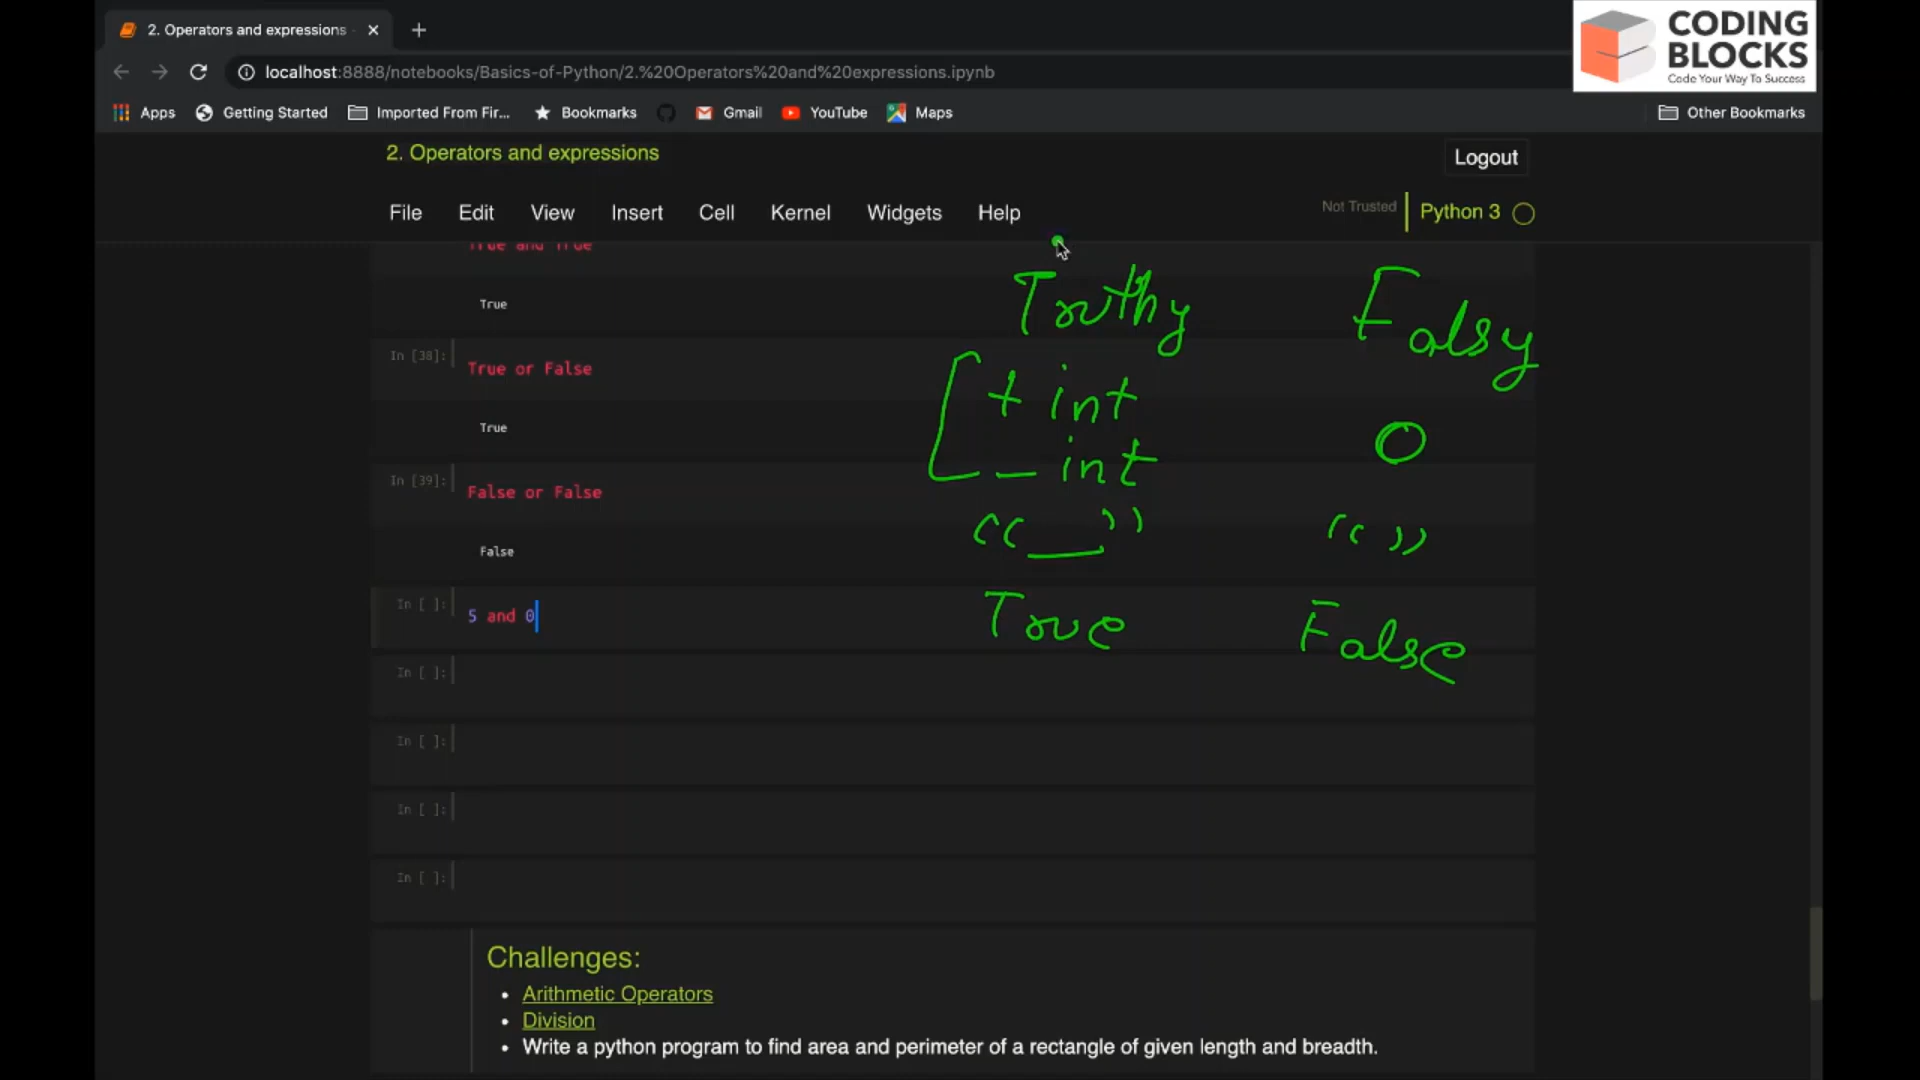 2. Operators and expressions
CODING
BLOCKS
Code Your Way To Success
localhost:8888/notebooks/Basics-of-Python/2.%20Operators%20and%20expressions.ipynb
Apps Getting Started Imported From Fir... Bookmarks Gmail YouTube Maps Other Bookmarks
2. Operators and expressions
Logout
File Edit View Insert Cell Kernel Widgets Help
Not Trusted Python 3
True and True
True
Truthy Falsy
In [38]: True or False
+ int
True
0
- int
In [39]: False or False
“__” “ ”
False
In [ ]: 5 and 0
True False
In [ ]:
In [ ]:
In [ ]:
In [ ]:
Challenges:
• Arithmetic Operators
• Division
• Write a python program to find area and perimeter of a rectangle of given length and breadth.